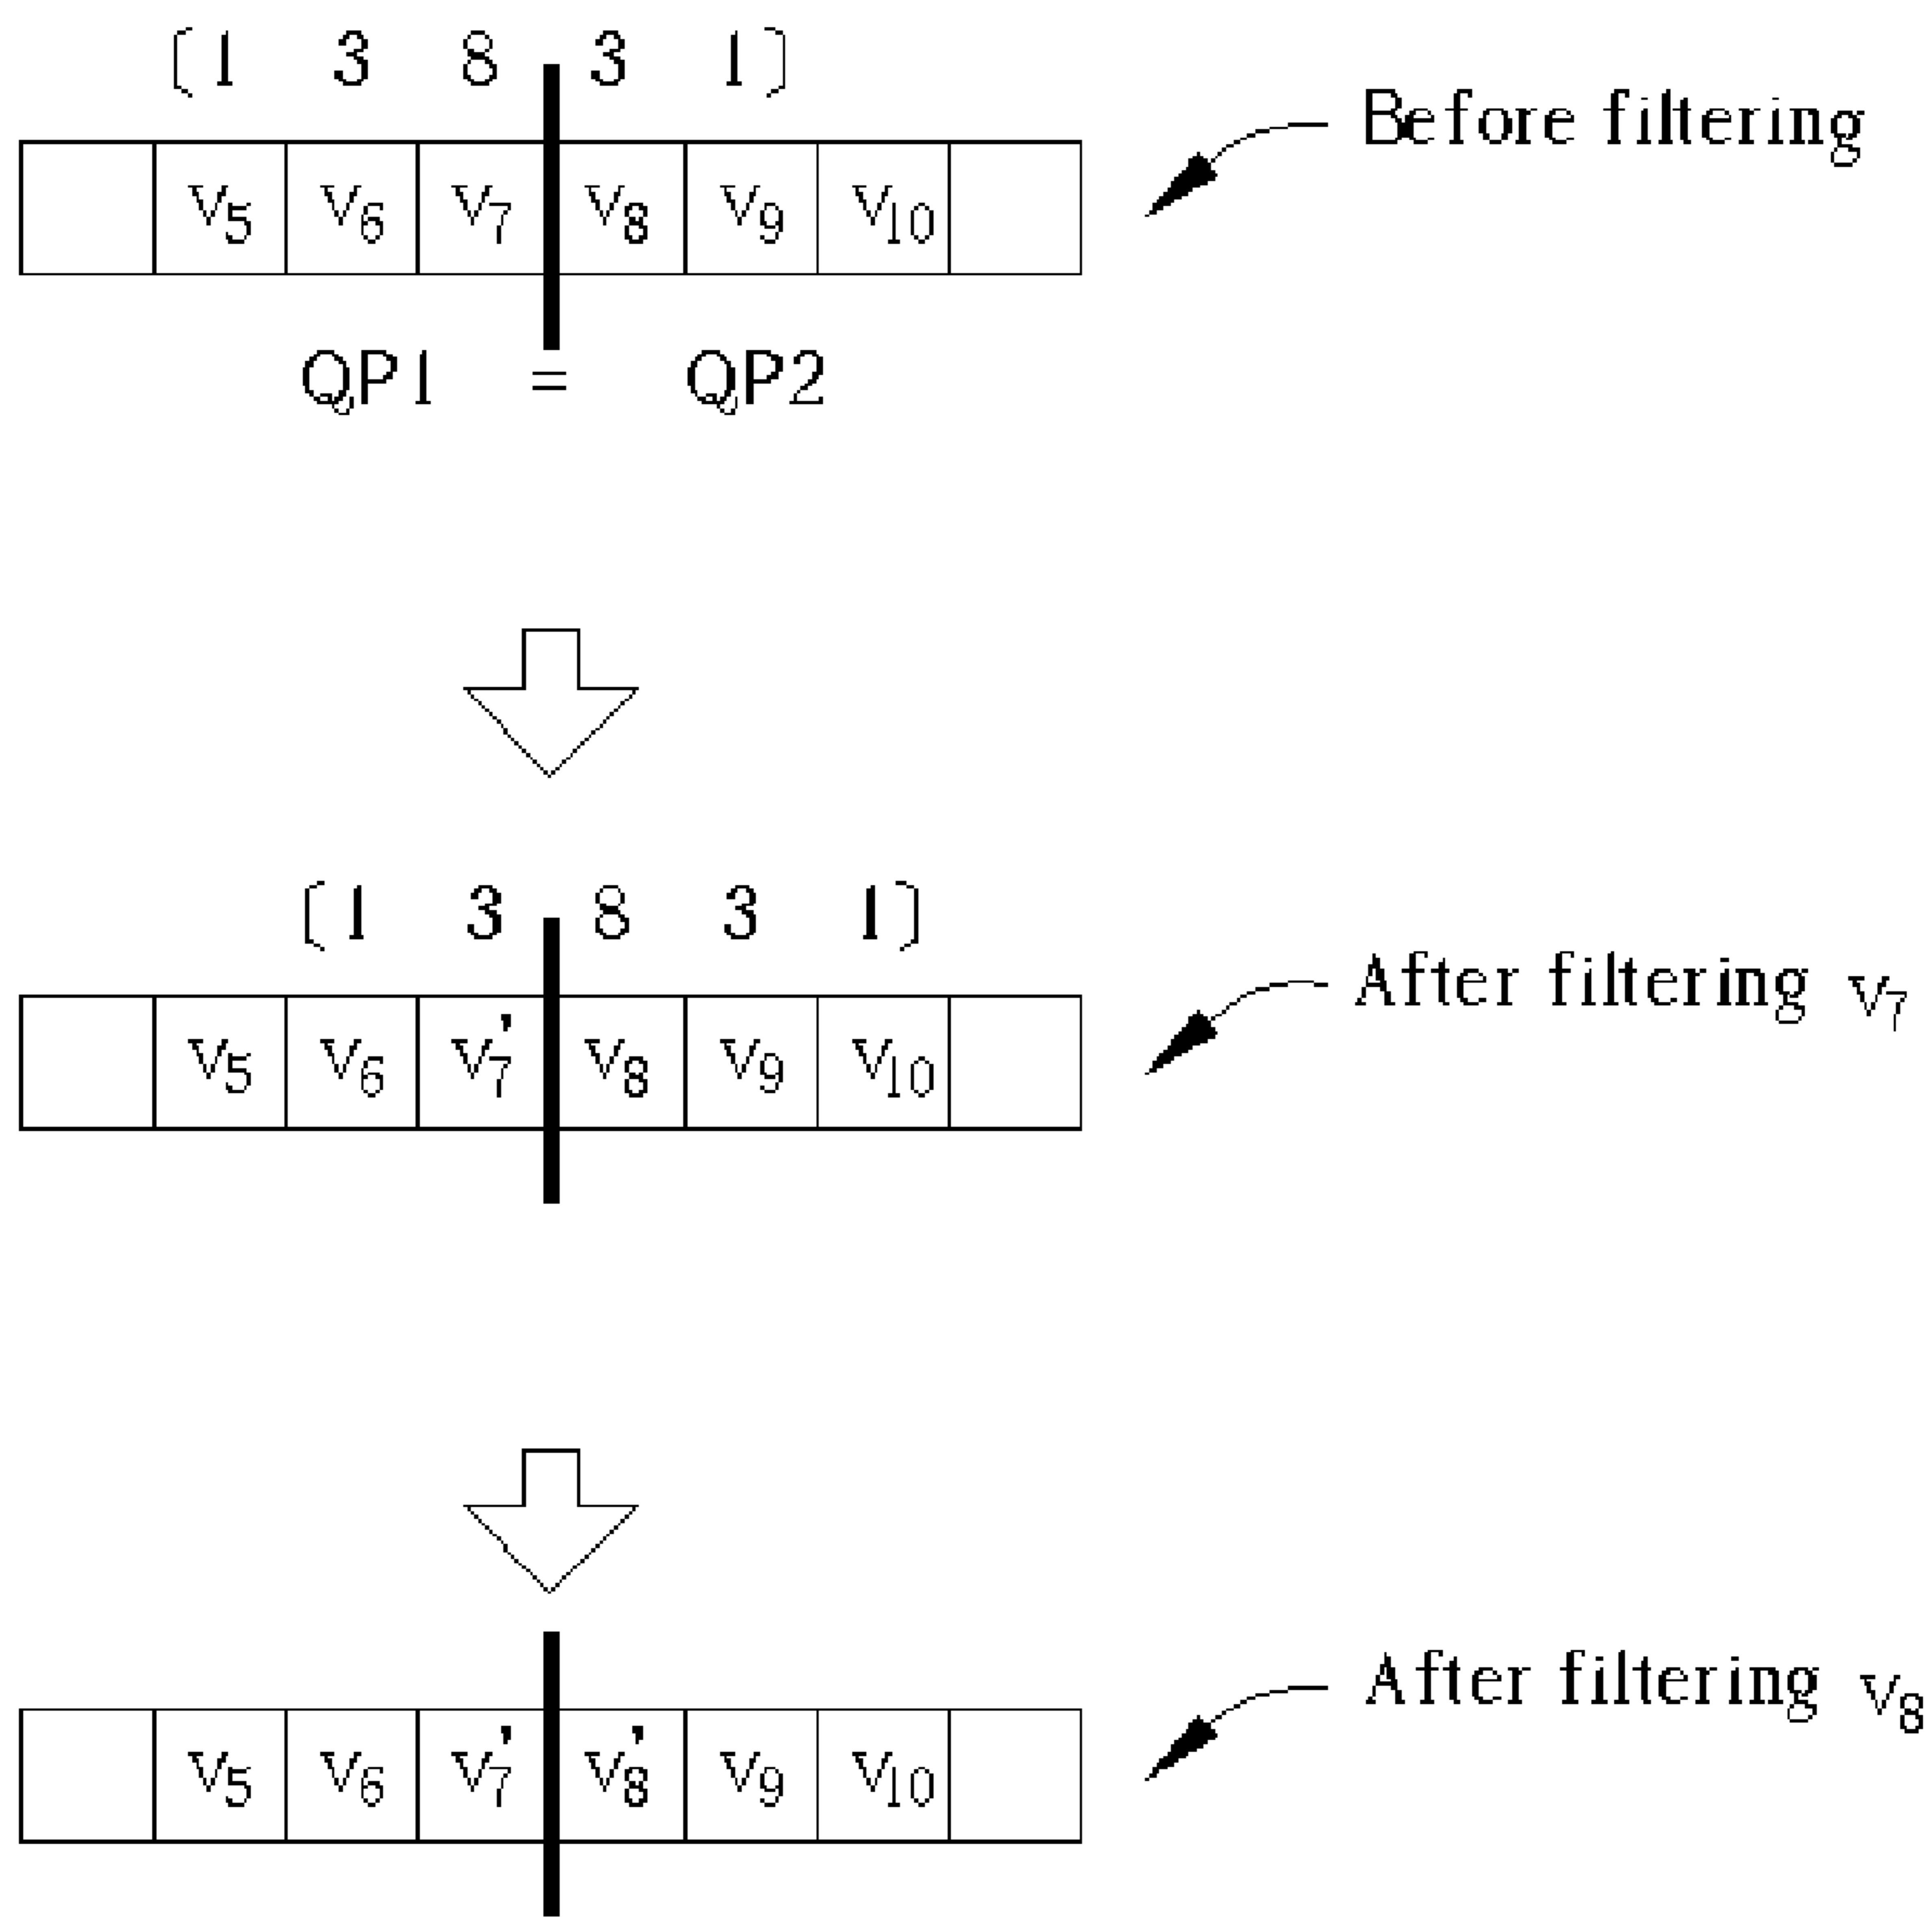 [1 3 8 3 1]
Before filtering
V5 V6 V7 V8 V9 V10
QP1 = QP2
[1 3 8 3 1]
After filtering V7
V5 V6 V7' V8 V9 V10
After filtering V8
V5 V6 V7' V8' V9 V10